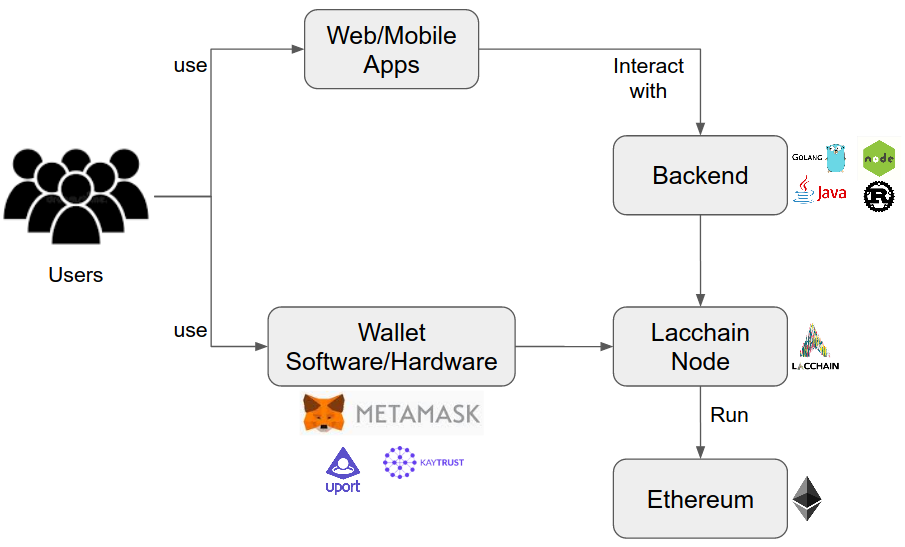 Web/Mobile
Apps
use
Interact
with
Backend
GOLANG
node
Java
R
Users
use
Wallet
Software/Hardware
Lacchain
Node
LACCHAIN
METAMASK
uport
KAYTRUST
Run
Ethereum